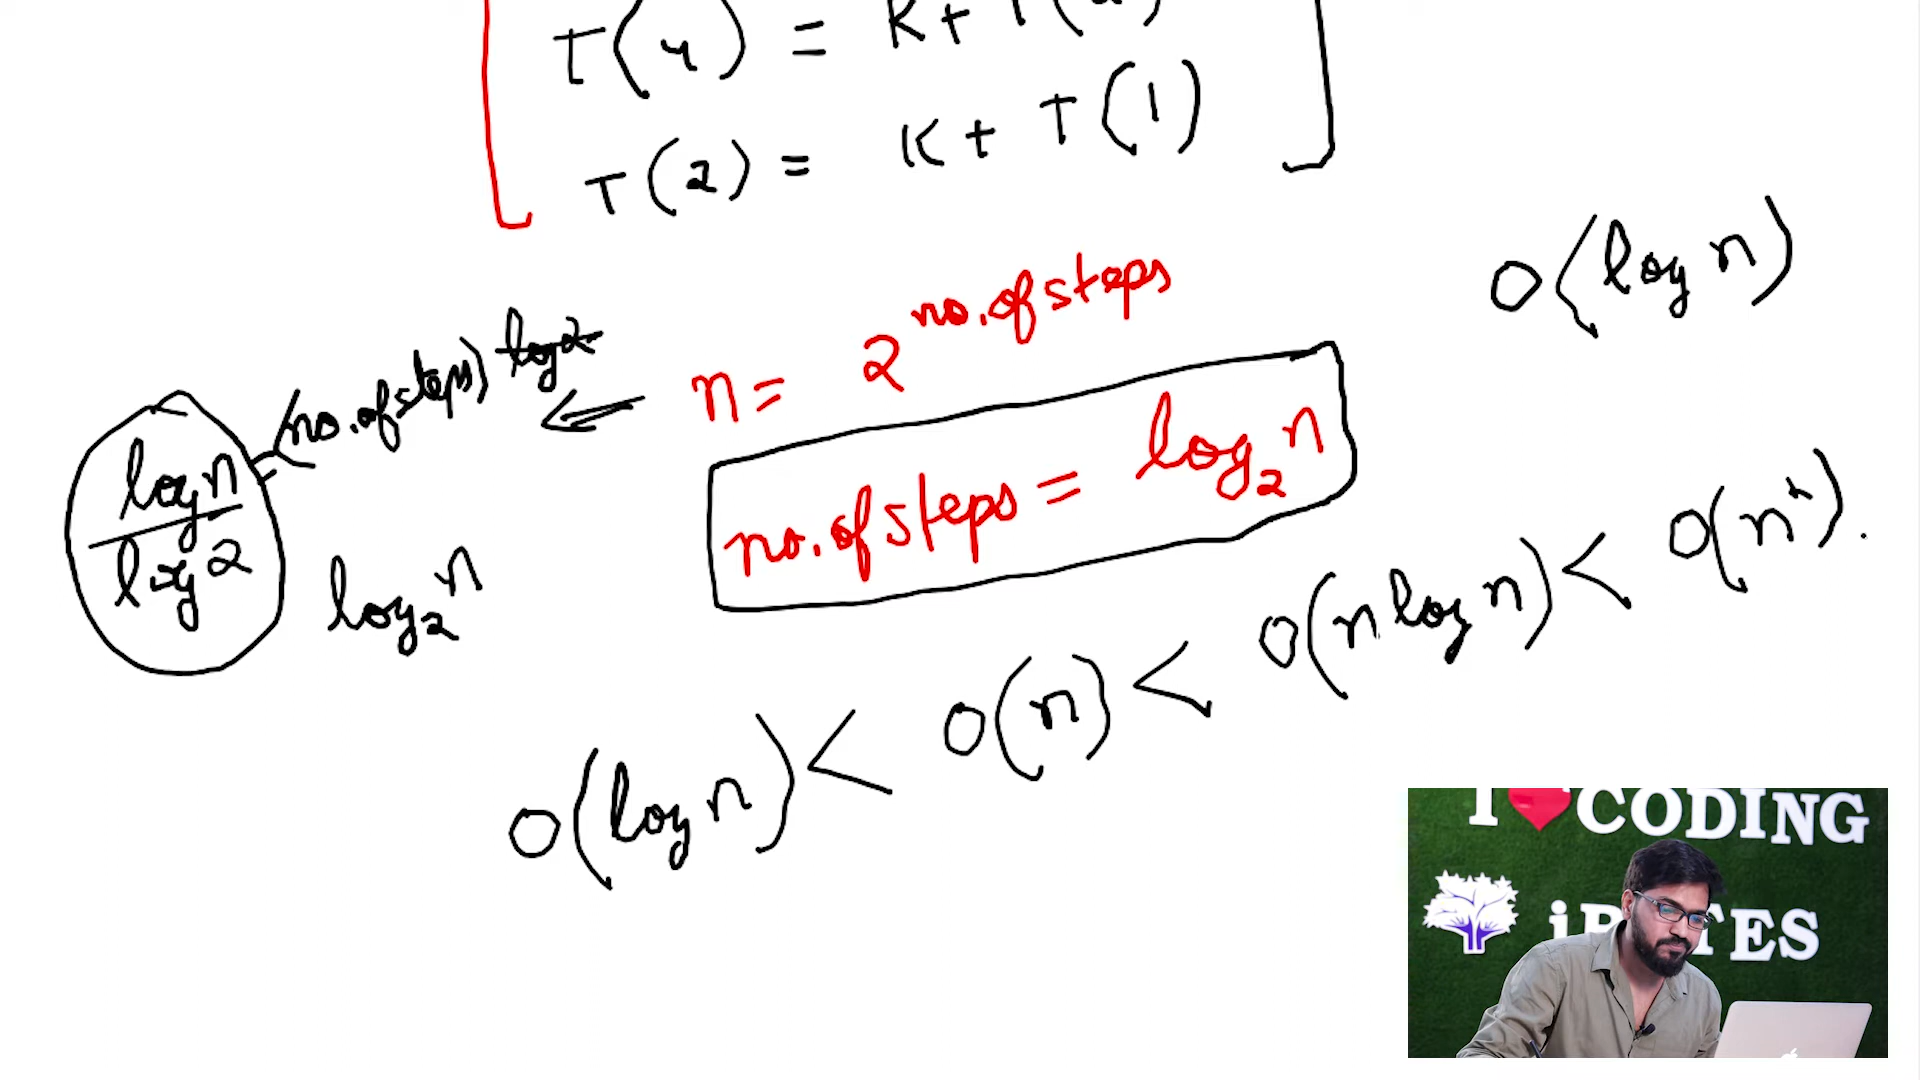 T(4) = K + T(2)
T(2) = K + T(1)
O(log n)
n = 2^no. of steps
(no. of steps) log 2
log n / log 2 =
log₂ n
no. of steps = log₂ n
O(log n) < O(n) < O(n log n) < O(n²).
I ❤ CODING